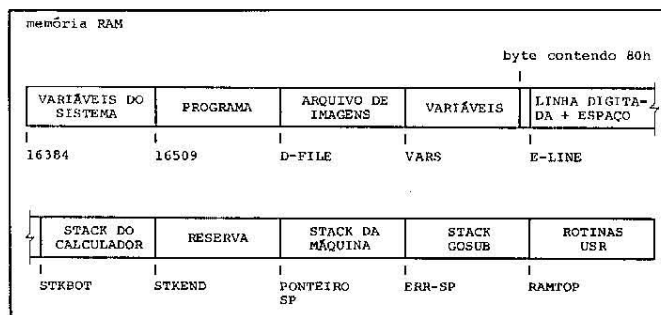 memória RAM
byte contendo 80h
VARIÁVEIS DO SISTEMA
PROGRAMA
ARQUIVO DE IMAGENS
VARIÁVEIS
LINHA DIGITA-
DA + ESPAÇO
16384
16509
D-FILE
VARS
E-LINE
STACK DO CALCULADOR
RESERVA
STACK DA MÁQUINA
STACK GOSUB
ROTINAS USR
STKBOT
STKEND
PONTEIRO SP
ERR-SP
RAMTOP